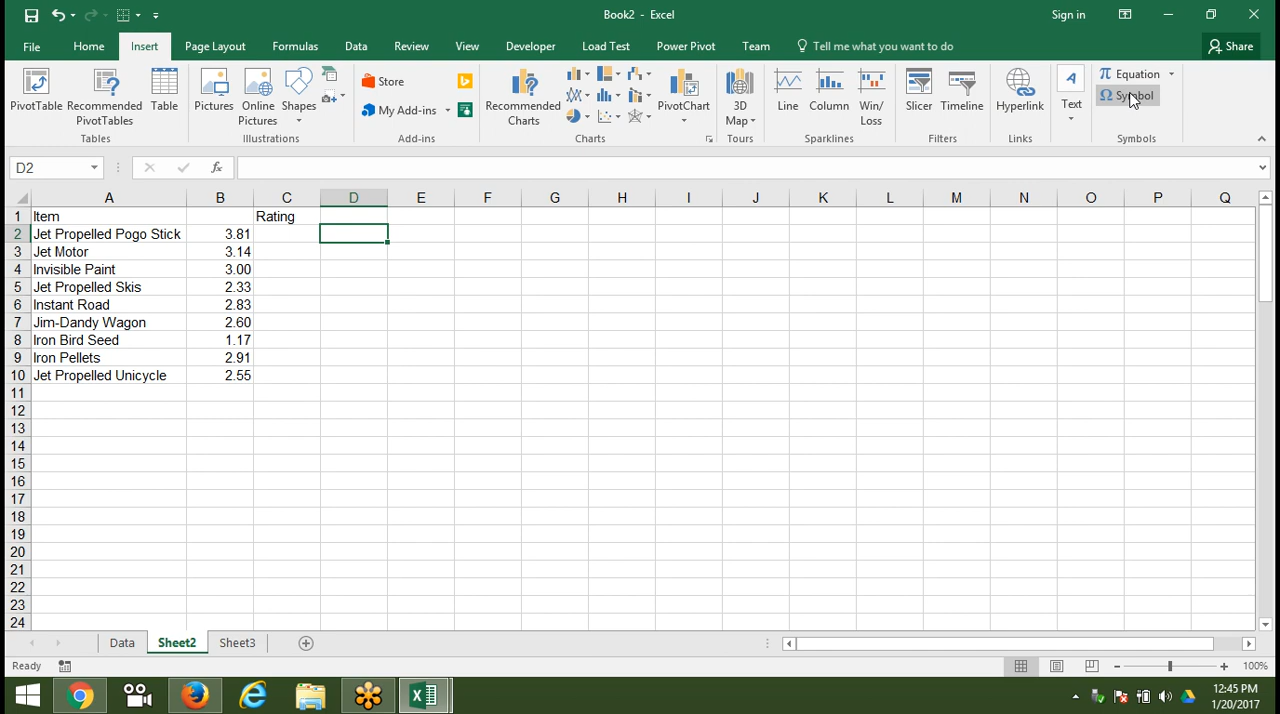 Book2 - Excel
Sign in
File Home Insert Page Layout Formulas Data Review View Developer Load Test Power Pivot Team Tell me what you want to do Share
PivotTable Recommended PivotTables Table
Tables
Pictures Online Pictures Shapes
Illustrations
Store
My Add-ins
Add-ins
Recommended Charts
PivotChart
Charts
3D Map
Tours
Line Column Win/Loss
Sparklines
Slicer Timeline
Filters
Hyperlink
Links
Text
Equation
Symbol
Symbols
D2
fx
A B C D E F G H I J K L M N O P Q
1 Item Rating
2 Jet Propelled Pogo Stick 3.81
3 Jet Motor 3.14
4 Invisible Paint 3.00
5 Jet Propelled Skis 2.33
6 Instant Road 2.83
7 Jim-Dandy Wagon 2.60
8 Iron Bird Seed 1.17
9 Iron Pellets 2.91
10 Jet Propelled Unicycle 2.55
11
12
13
14
15
16
17
18
19
20
21
22
23
24
Data Sheet2 Sheet3
Ready
100%
12:45 PM
1/20/2017